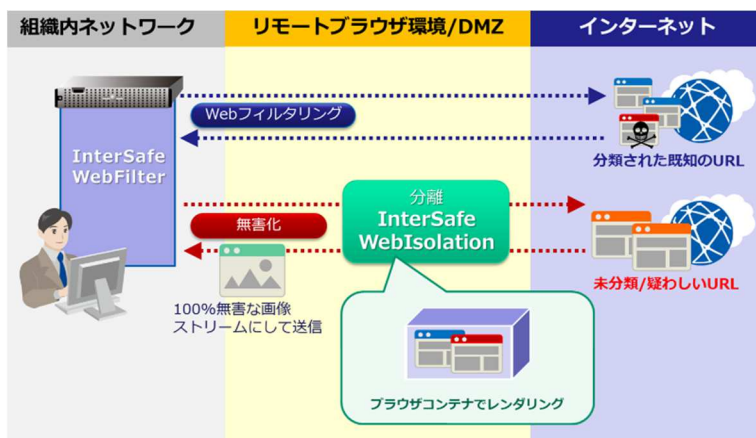 組織内ネットワーク
リモートブラウザ環境/DMZ
インターネット
Webフィルタリング
InterSafe
WebFilter
分類された既知のURL
分離
InterSafe
WebIsolation
無害化
未分類/疑わしいURL
100%無害な画像
ストリームにして送信
ブラウザコンテナでレンダリング